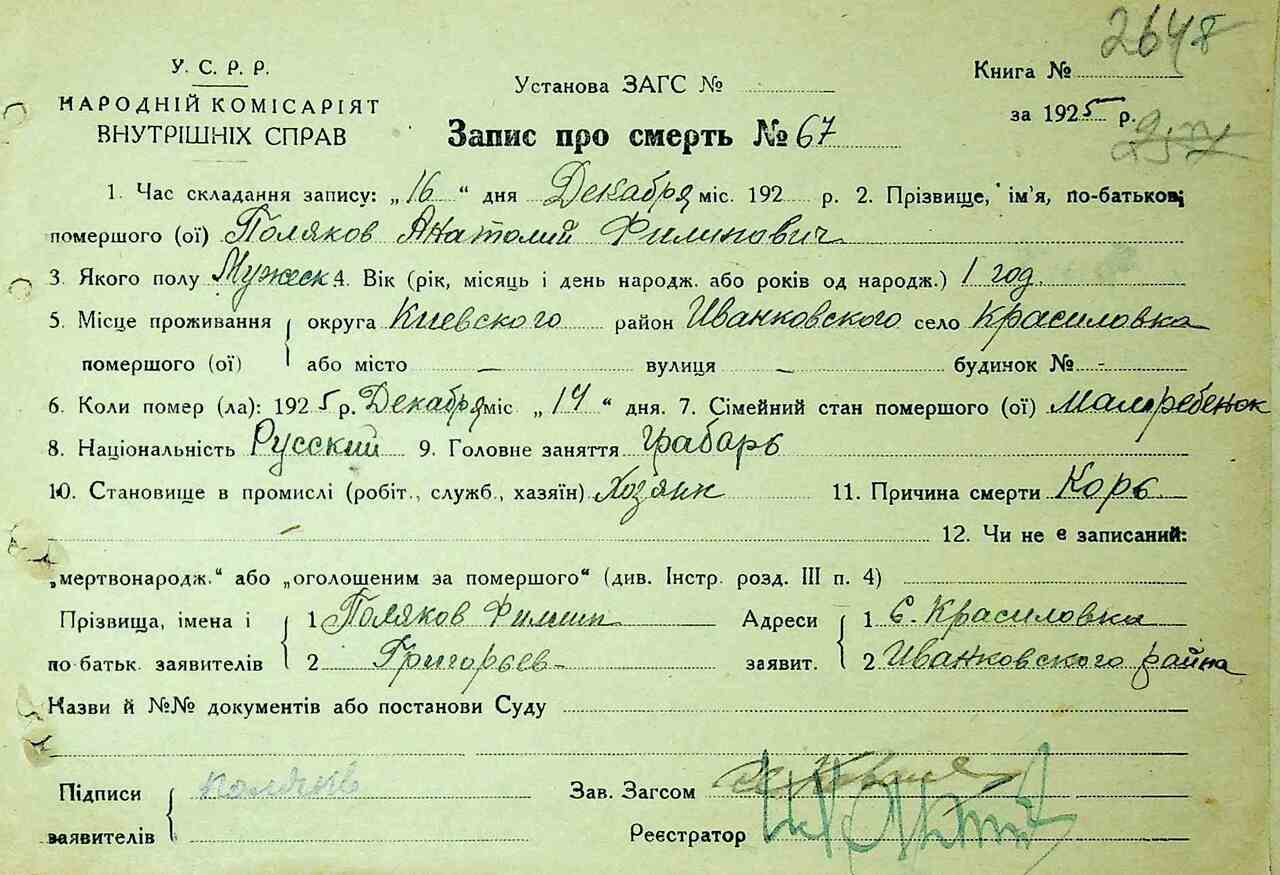 2648
У. С. Р. Р.
НАРОДНІЙ КОМІСАРІЯТ
ВНУТРІШНІХ СПРАВ
Установа ЗАГС №
Книга №
за 1925 р.
Запис про смерть № 67
1. Час складання запису: „16“ дня Декабря міс. 192 р. 2. Прізвище, ім'я, по-батькові
помершого (ої) Поляков Анатолий Филипович
3. Якого полу Мужеск 4. Вік (рік, місяць і день народж. або років од народж.) 1 год.
5. Місце проживання округа Киевского район Иванковского село Красиловка
помершого (ої) або місто — вулиця — будинок № -
6. Коли помер (ла): 1925 р. Декабря міс „14“ дня. 7. Сімейний стан помершого (ої) Мал. ребенок
8. Національність Русский 9. Головне заняття грабарь
10. Становище в промислі (робіт., служб., хазяїн) Хозяин 11. Причина смерти Корь
12. Чи не є записаний:
„мертвонародж.“ або „оголошеним за помершого“ (див. Інстр. розд. III п. 4)
Прізвища, імена і 1 Поляков Филип Адреси 1 С. Красиловка
по батьк. заявителів 2 Григорьев- заявит. 2 Иванковского райна
Назви й №№ документів або постанови Суду
Підписи поляков Зав. Загсом
заявителів Реєстратор